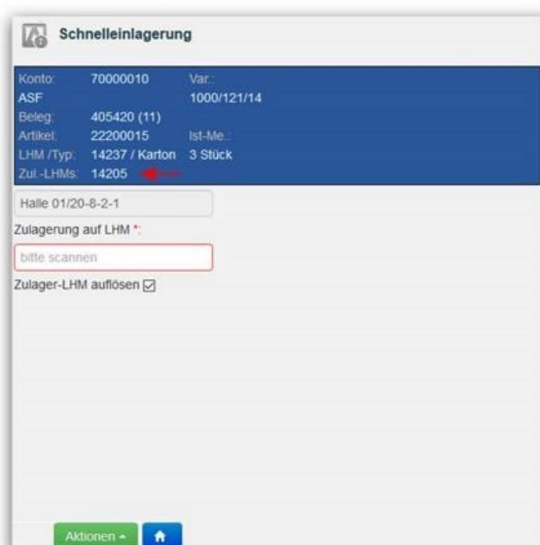 Schnelleinlagerung
Konto: 70000010 Var.:
ASF 1000/121/14
Beleg: 405420 (11)
Artikel: 22200015 Ist-Me.:
LHM /Typ: 14237 / Karton 3 Stück
Zul.-LHMs: 14205
Halle 01/20-8-2-1
Zulagerung auf LHM *:
bitte scannen
Zulager-LHM auflösen
Aktionen